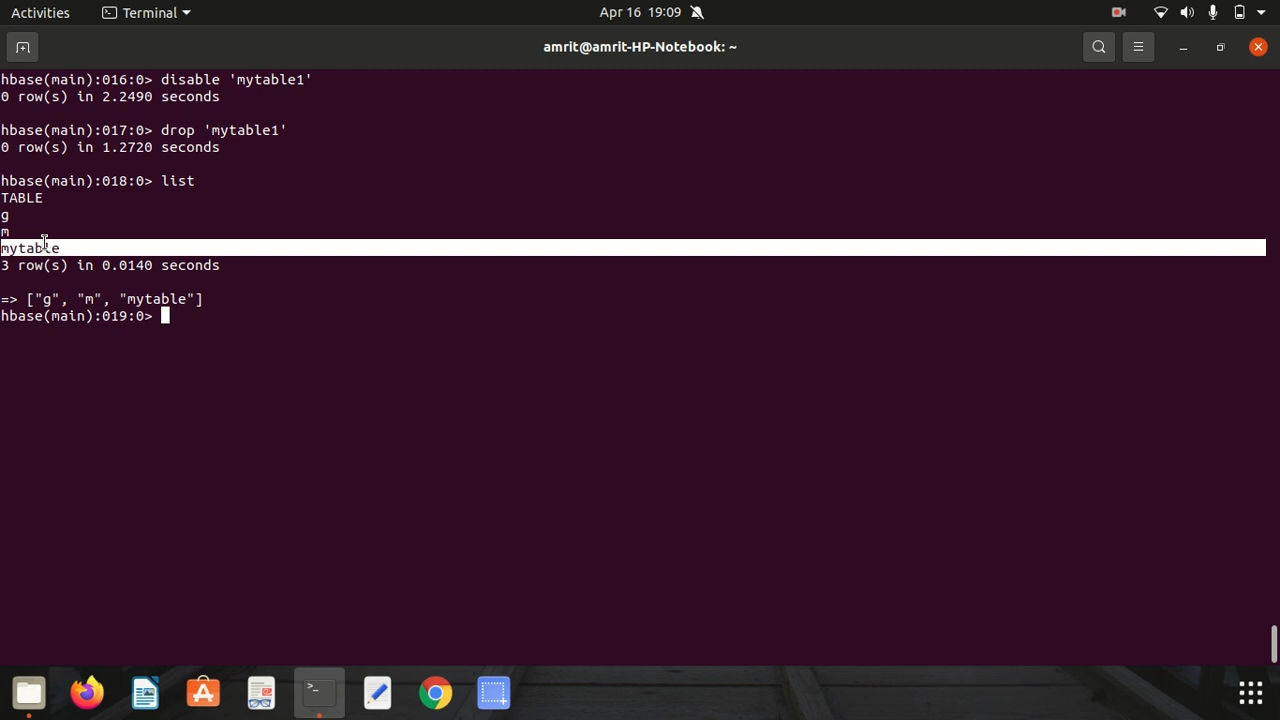 Activities Terminal Apr 16 19:09
amrit@amrit-HP-Notebook: ~
hbase(main):016:0> disable 'mytable1'
0 row(s) in 2.2490 seconds
hbase(main):017:0> drop 'mytable1'
0 row(s) in 1.2720 seconds
hbase(main):018:0> list
TABLE
g
m
mytable
3 row(s) in 0.0140 seconds
=> ["g", "m", "mytable"]
hbase(main):019:0>